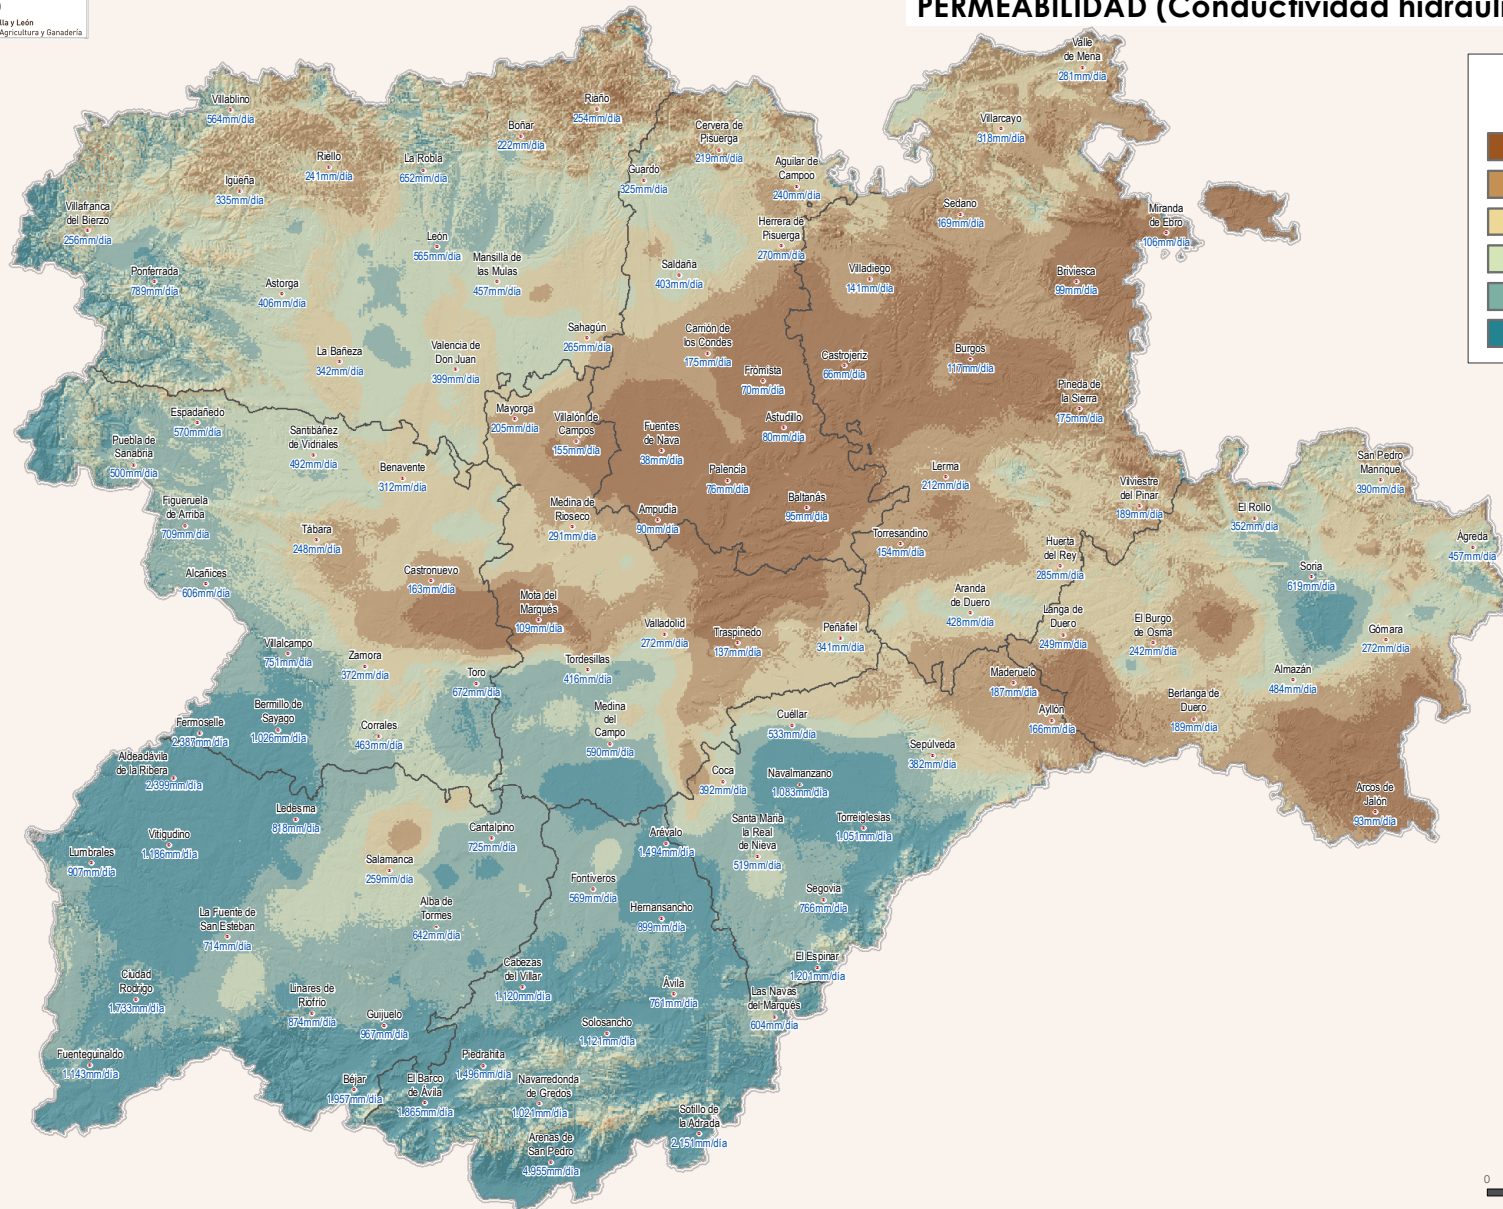 lla y León
Agricultura y Ganadería
PERMEABILIDAD (Conductividad hidrául
Valle
de Mena
281mm/día
Villablino
564mm/día
Riaño
254mm/día
Boñar
222mm/día
Cervera de
Pisuerga
219mm/día
Villarcayo
318mm/día
Riello
241mm/día
La Robla
652mm/día
Guardo
325mm/día
Aguilar de
Campoo
240mm/día
Igüeña
335mm/día
Villafranca
del Bierzo
256mm/día
Sedano
169mm/día
Miranda
de Ebro
106mm/día
Herrera de
Pisuerga
270mm/día
León
565mm/día
Mansilla de
las Mulas
457mm/día
Saldaña
403mm/día
Villadiego
141mm/día
Briviesca
99mm/día
Ponferrada
789mm/día
Astorga
406mm/día
Sahagún
265mm/día
Carrión de
los Condes
175mm/día
La Bañeza
342mm/día
Valencia de
Don Juan
399mm/día
Frómista
70mm/día
Castrojeriz
66mm/día
Burgos
117mm/día
Pineda de
la Sierra
175mm/día
Espadañedo
570mm/día
Mayorga
205mm/día
Villalón de
Campos
155mm/día
Fuentes
de Nava
38mm/día
Astudillo
80mm/día
Puebla de
Sanabria
500mm/día
Santibáñez
de Vidriales
492mm/día
Benavente
312mm/día
Palencia
76mm/día
Lerma
212mm/día
San Pedro
Manrique
390mm/día
Vilviestre
del Pinar
189mm/día
Figueruela
de Arriba
709mm/día
Medina de
Rioseco
291mm/día
Ampudia
90mm/día
Baltanás
95mm/día
El Rollo
352mm/día
Tábara
248mm/día
Torresandino
154mm/día
Huerta
del Rey
285mm/día
Ágreda
457mm/día
Alcañices
606mm/día
Castronuevo
163mm/día
Soria
619mm/día
Mota del
Marqués
109mm/día
Aranda
de Duero
428mm/día
Langa de
Duero
249mm/día
El Burgo
de Osma
242mm/día
Valladolid
272mm/día
Traspinedo
137mm/día
Peñafiel
341mm/día
Gómara
272mm/día
Villalcampo
751mm/día
Zamora
372mm/día
Toro
672mm/día
Tordesillas
416mm/día
Maderuelo
187mm/día
Almazán
484mm/día
Bermillo de
Sayago
1.026mm/día
Fermoselle
2.387mm/día
Corrales
463mm/día
Medina
del
Campo
590mm/día
Cuéllar
533mm/día
Ayllón
166mm/día
Berlanga de
Duero
189mm/día
Aldeadávila
de la Ribera
2.399mm/día
Coca
392mm/día
Navalmanzano
1.083mm/día
Sepúlveda
382mm/día
Arcos de
Jalón
93mm/día
Ledesma
818mm/día
Vitigudino
1.186mm/día
Cantalpino
725mm/día
Arévalo
1.494mm/día
Santa María
la Real
de Nieva
519mm/día
Torreiglesias
1.051mm/día
Lumbrales
907mm/día
Salamanca
259mm/día
Fontiveros
569mm/día
Segovia
766mm/día
La Fuente de
San Esteban
714mm/día
Alba de
Tormes
642mm/día
Hernansancho
899mm/día
El Espinar
1.201mm/día
Ciudad
Rodrigo
1.733mm/día
Linares de
Riofrío
874mm/día
Guijuelo
967mm/día
Cabezas
del Villar
1.120mm/día
Ávila
761mm/día
Las Navas
del Marqués
604mm/día
Solosancho
1.121mm/día
Fuenteguinaldo
1.143mm/día
Béjar
1.957mm/día
El Barco
de Ávila
1.865mm/día
Piedrahita
1.496mm/día
Navarredonda
de Gredos
1.021mm/día
Sotillo de
la Adrada
2.151mm/día
Arenas de
San Pedro
4.955mm/día
0